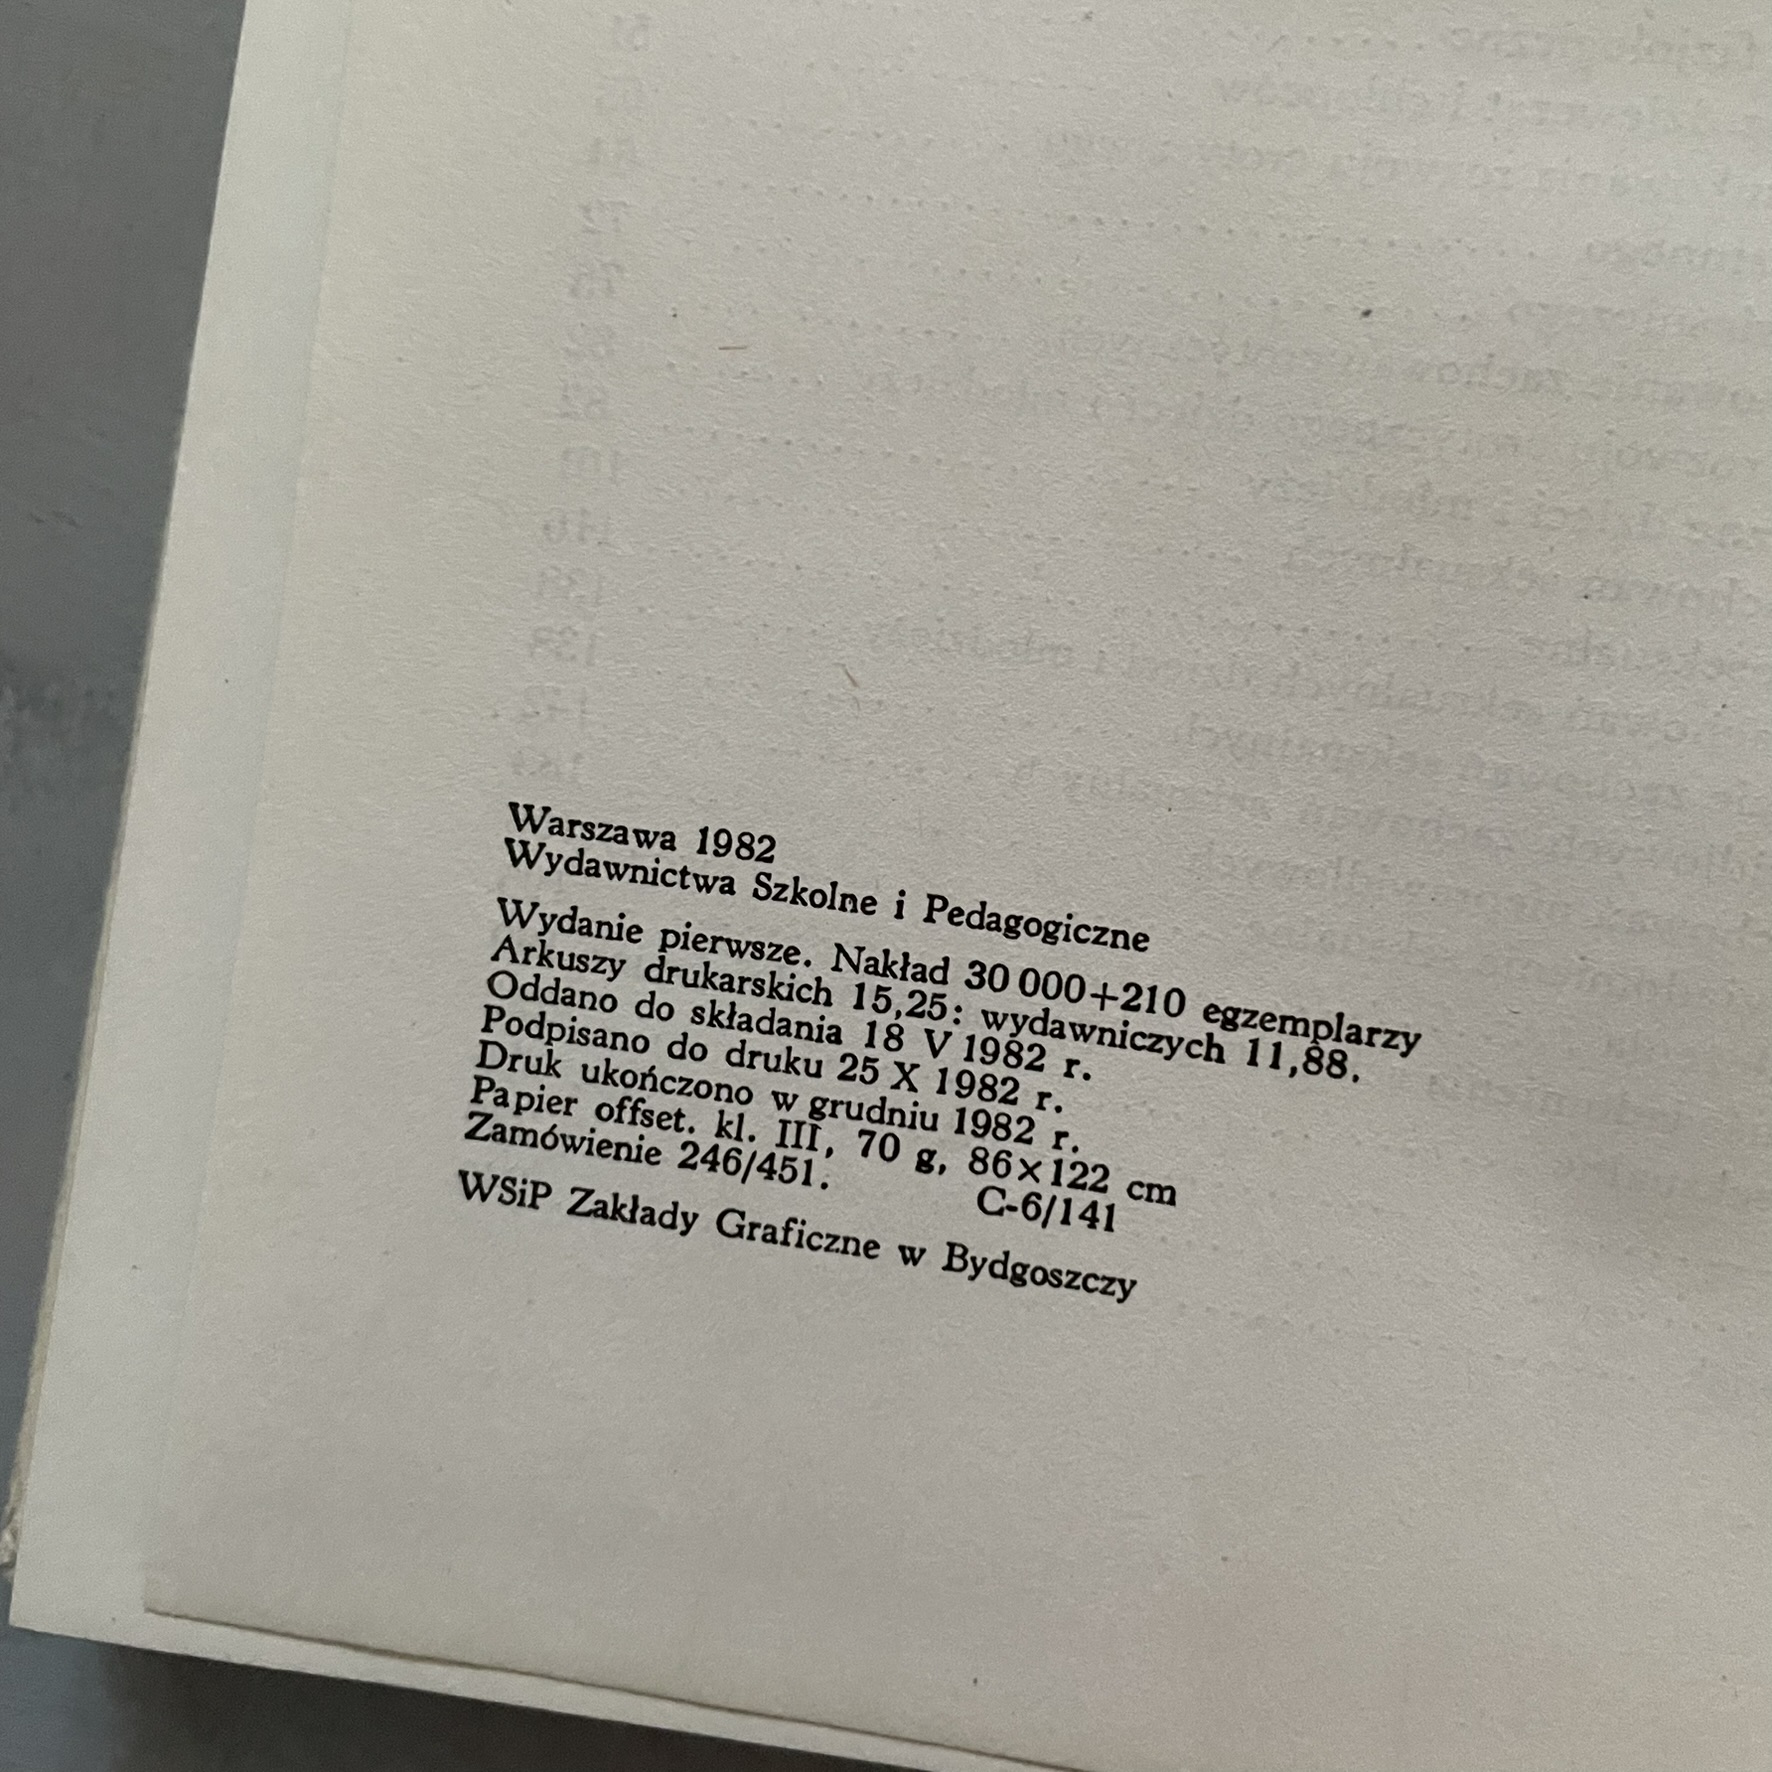 Warszawa 1982
Wydawnictwa Szkolne i Pedagogiczne
Wydanie pierwsze. Nakład 30 000+210 egzemplarzy
Arkuszy drukarskich 15,25: wydawniczych 11,88.
Oddano do składania 18 V 1982 r.
Podpisano do druku 25 X 1982 r.
Druk ukończono w grudniu 1982 r.
Papier offset. kl. III, 70 g, 86×122 cm
Zamówienie 246/451. C-6/141
WSiP Zakłady Graficzne w Bydgoszczy